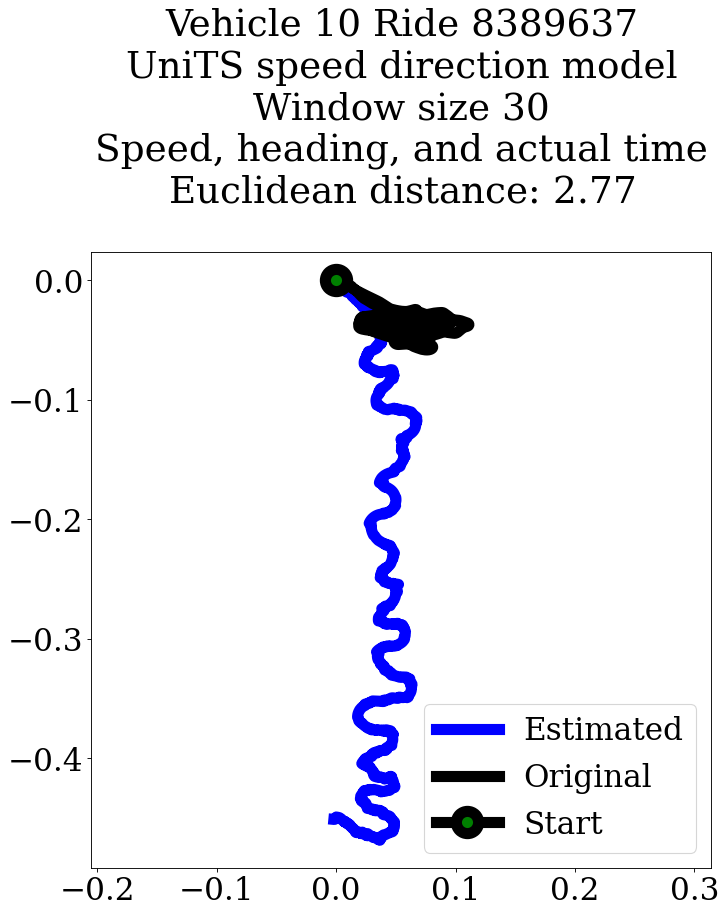 Vehicle 10 Ride 8389637
UniTS speed direction model
Window size 30
Speed, heading, and actual time
Euclidean distance: 2.77
0.0
−0.1
−0.2
−0.3
−0.4
Estimated
Original
Start
−0.2 −0.1 0.0 0.1 0.2 0.3